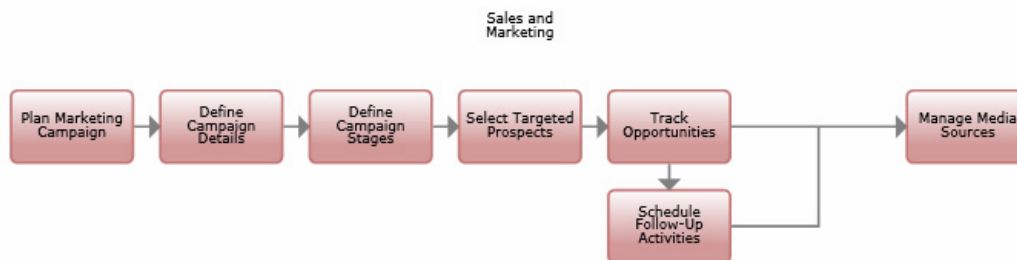 Sales and
Marketing
Plan Marketing
Campaign
Define
Campaign
Details
Define
Campaign
Stages
Select Targeted
Prospects
Track
Opportunities
Manage Media
Sources
Schedule
Follow-Up
Activities